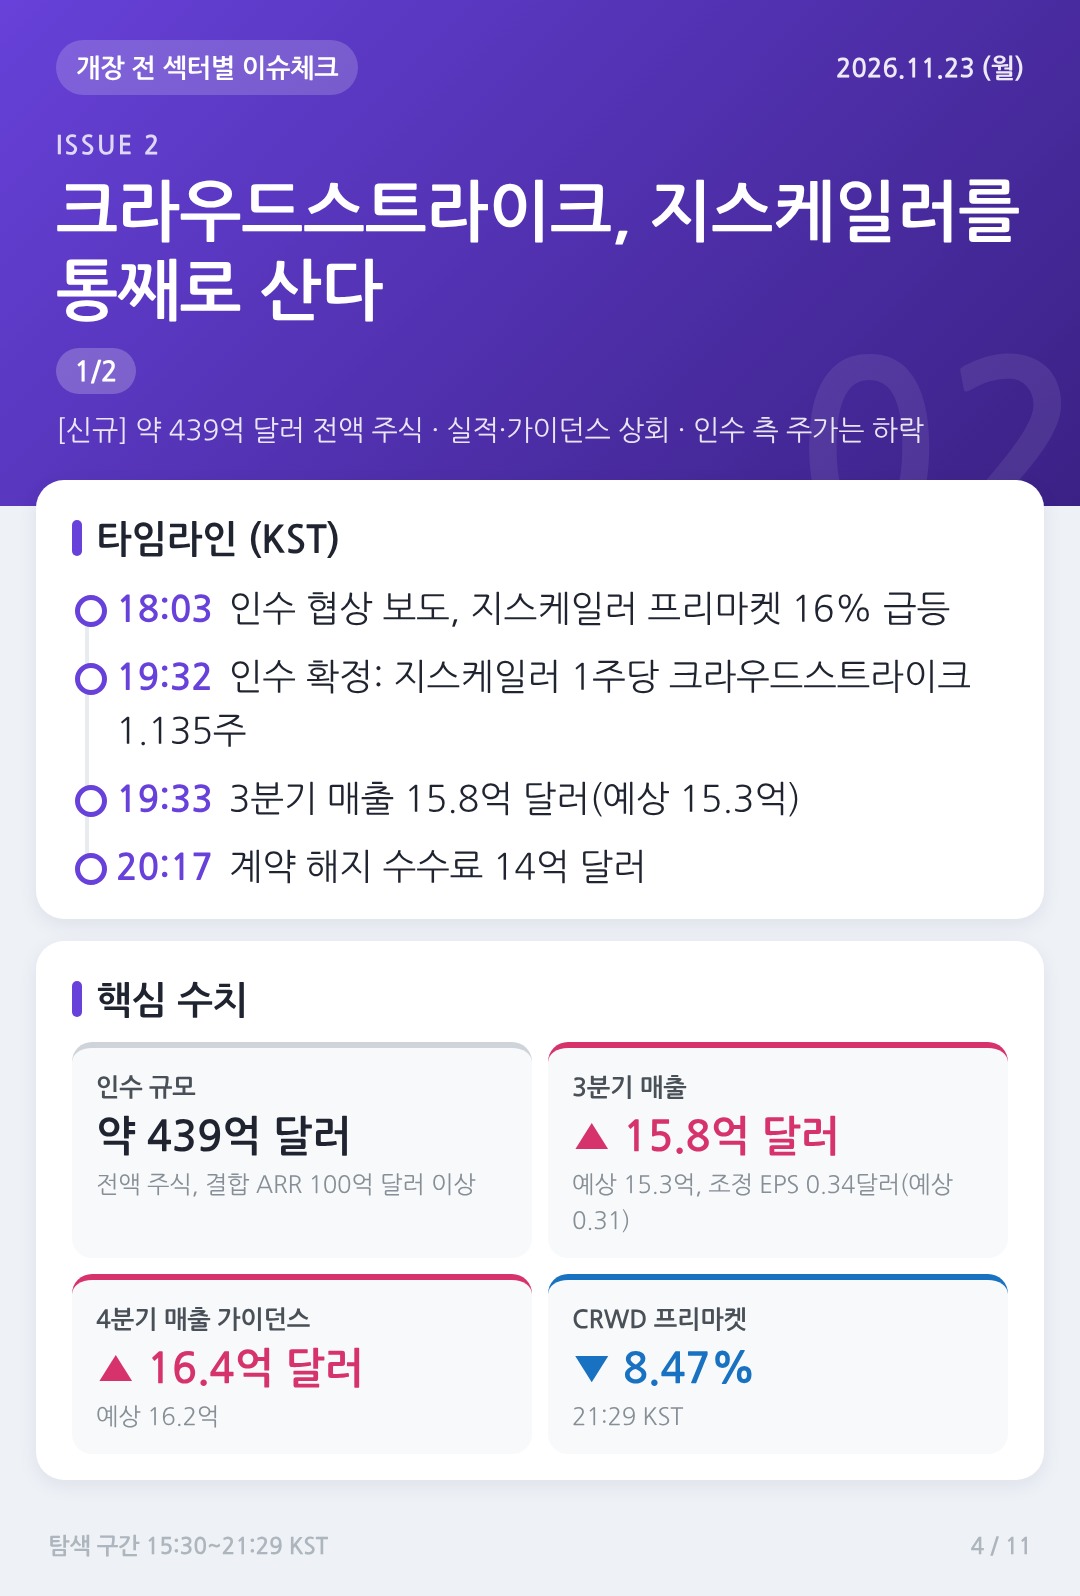 개장 전 섹터별 이슈체크
2026.11.23 (월)
ISSUE 2
크라우드스트라이크, 지스케일러를
통째로 산다
1/2
[신규] 약 439억 달러 전액 주식 · 실적·가이던스 상회 · 인수 측 주가는 하락
02
타임라인 (KST)
18:03 인수 협상 보도, 지스케일러 프리마켓 16% 급등
19:32 인수 확정: 지스케일러 1주당 크라우드스트라이크
1.135주
19:33 3분기 매출 15.8억 달러(예상 15.3억)
20:17 계약 해지 수수료 14억 달러
핵심 수치
인수 규모
약 439억 달러
전액 주식, 결합 ARR 100억 달러 이상
3분기 매출
▲ 15.8억 달러
예상 15.3억, 조정 EPS 0.34달러(예상
0.31)
4분기 매출 가이던스
▲ 16.4억 달러
예상 16.2억
CRWD 프리마켓
▼ 8.47%
21:29 KST
탐색 구간 15:30~21:29 KST
4 / 11